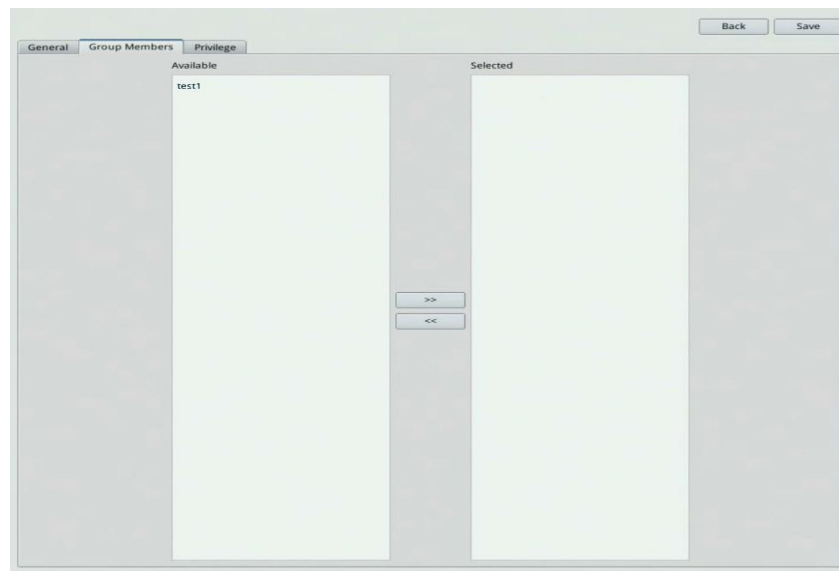 Back Save
General Group Members Privilege
Available Selected
test1
>>
<<